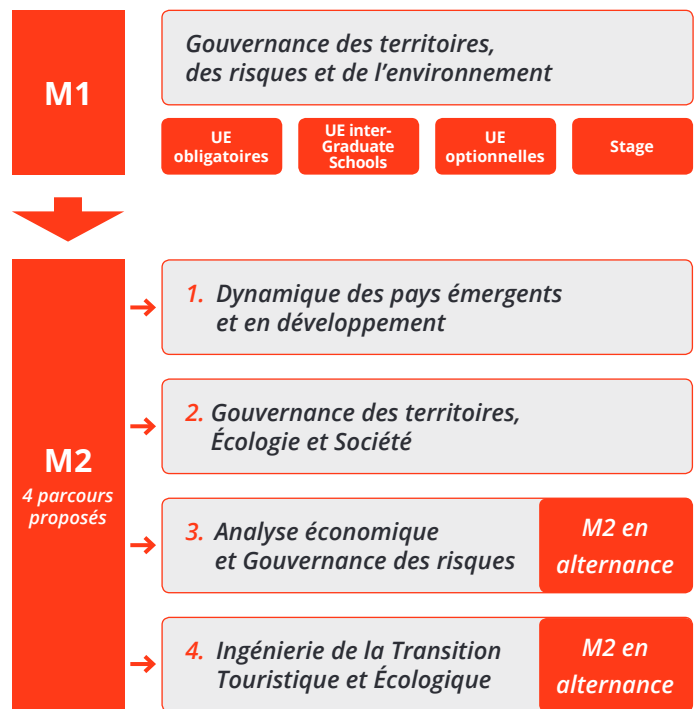 M1
Gouvernance des territoires,
des risques et de l'environnement
UE
obligatoires
UE inter-
Graduate
Schools
UE
optionnelles
Stage
M2
4 parcours
proposés
1. Dynamique des pays émergents
et en développement
2. Gouvernance des territoires,
Écologie et Société
3. Analyse économique
et Gouvernance des risques
M2 en
alternance
4. Ingénierie de la Transition
Touristique et Écologique
M2 en
alternance